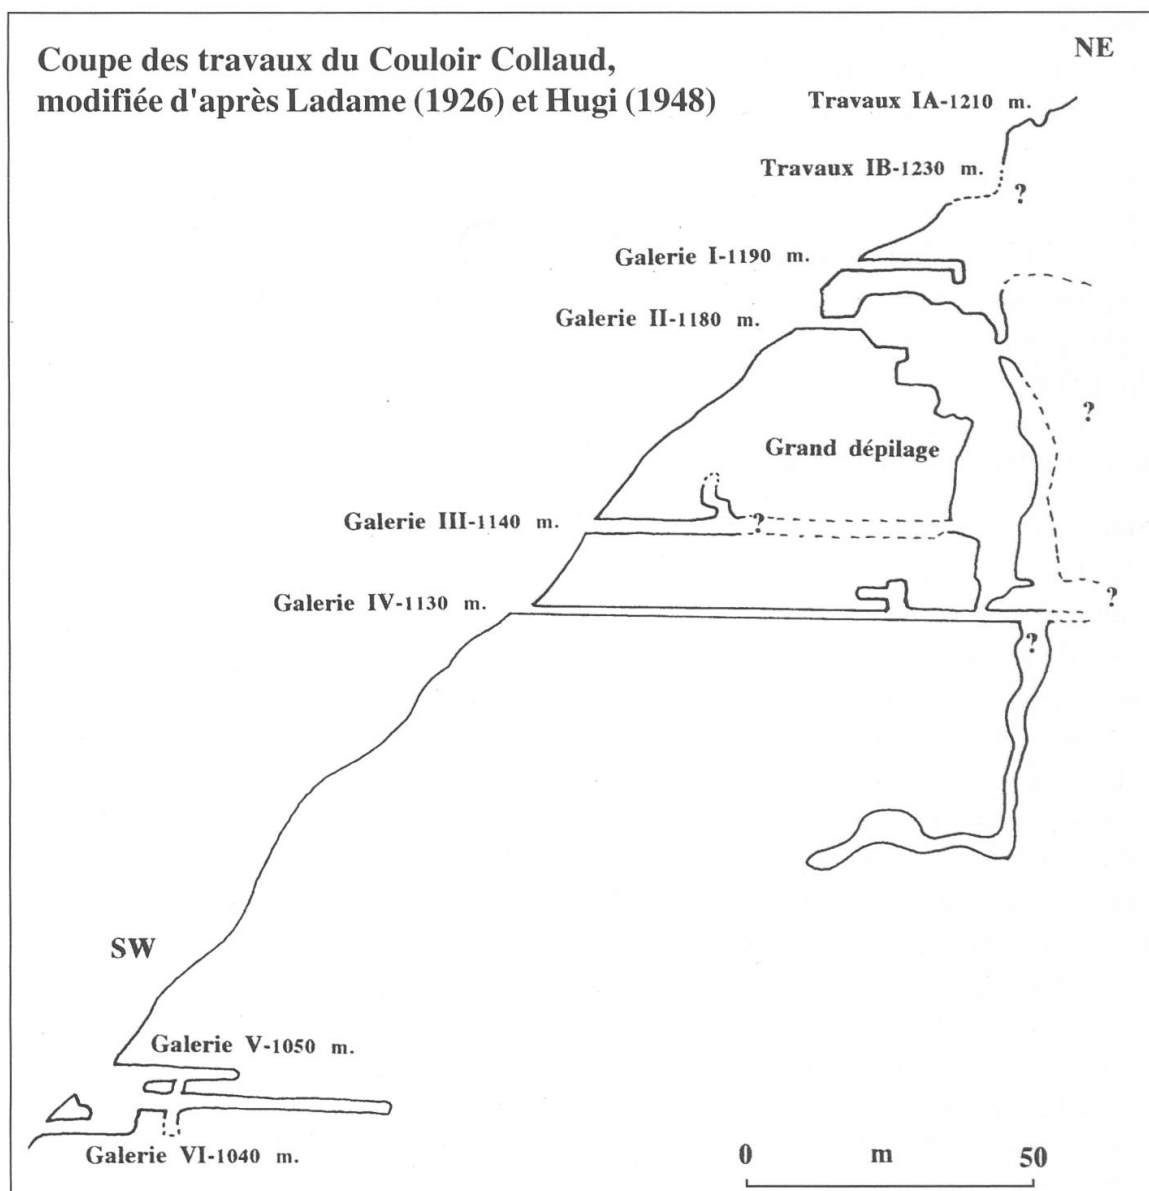 Coupe des travaux du Couloir Collaud,
modifiée d'après Ladame (1926) et Hugi (1948)
NE
Travaux IA-1210 m.
Travaux IB-1230 m.
?
Galerie I-1190 m.
Galerie II-1180 m.
?
Grand dépilage
Galerie III-1140 m.
?
Galerie IV-1130 m.
?
?
SW
Galerie V-1050 m.
Galerie VI-1040 m.
0 m 50